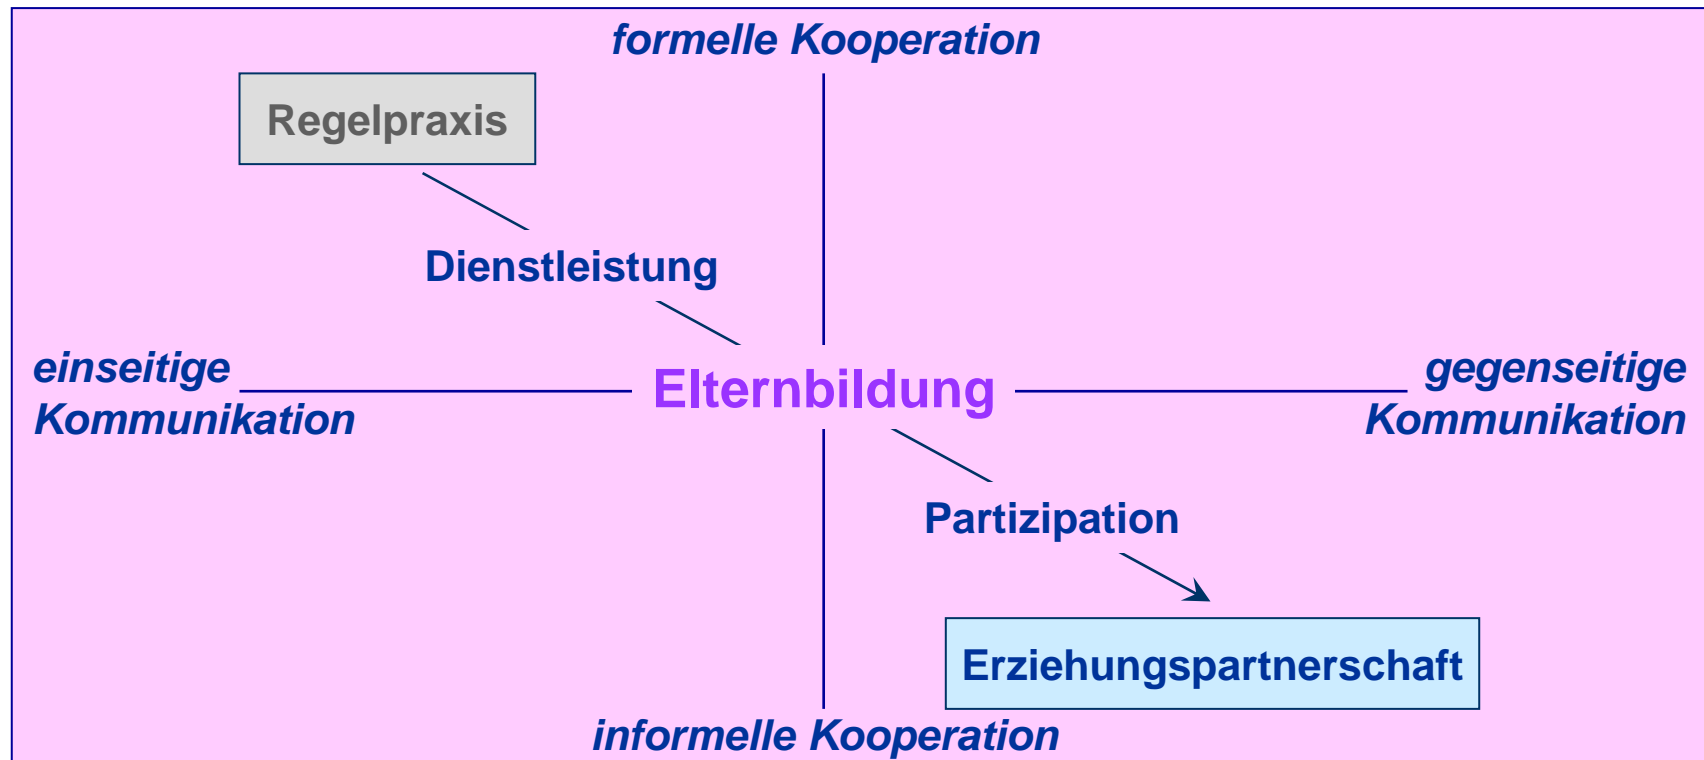 formelle Kooperation
Regelpraxis
Dienstleistung
einseitige
Kommunikation
Elternbildung
gegenseitige
Kommunikation
Partizipation
Erziehungspartnerschaft
informelle Kooperation